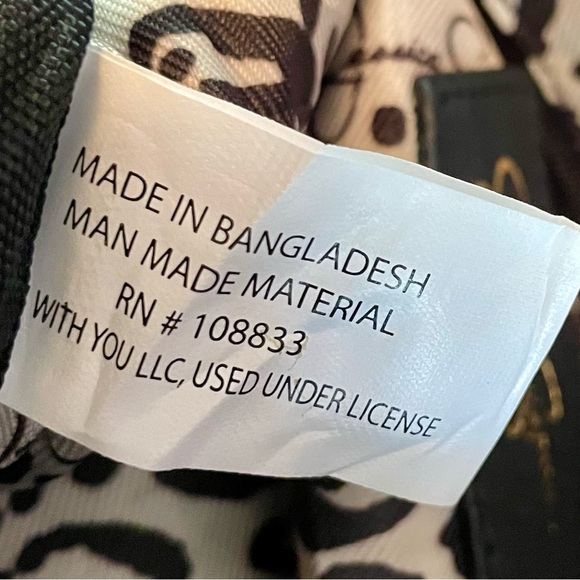 MADE IN BANGLADESH
MAN MADE MATERIAL
RN # 108833
WITH YOU LLC, USED UNDER LICENSE